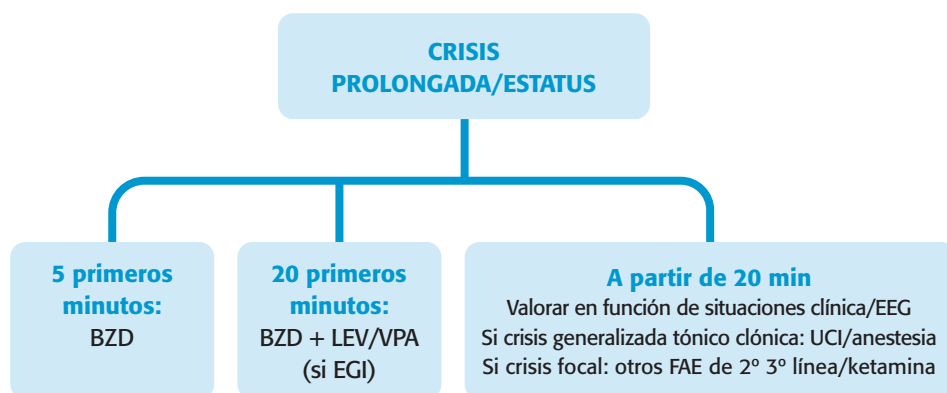 CRISIS
PROLONGADA/ESTATUS
5 primeros
minutos:
BZD
20 primeros
minutos:
BZD + LEV/VPA
(si EGI)
A partir de 20 min
Valorar en función de situaciones clínica/EEG
Si crisis generalizada tónico clónica: UCI/anestesia
Si crisis focal: otros FAE de 2º 3º línea/ketamina